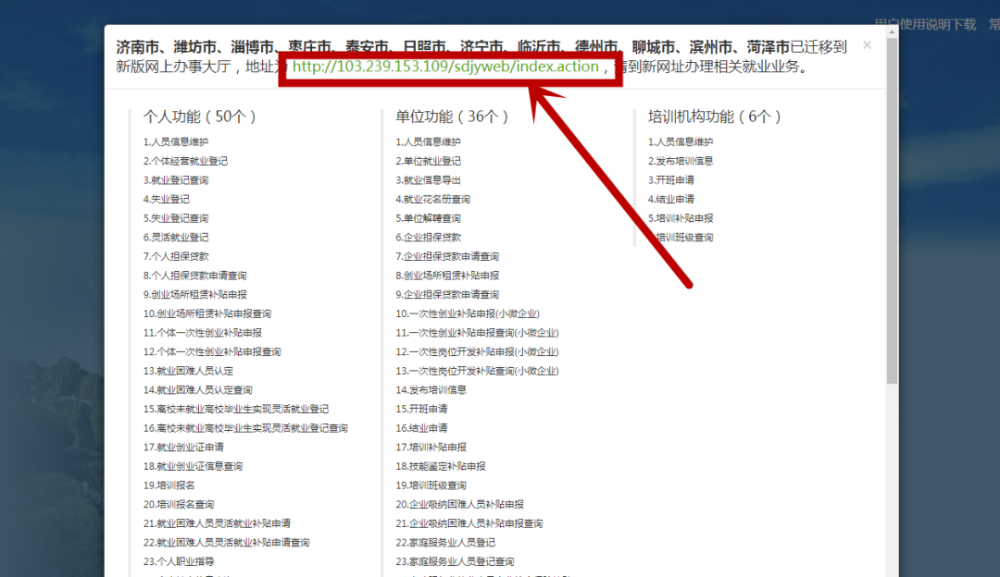 用户使用说明下载 常
济南市、潍坊市、淄博市、枣庄市、泰安市、日照市、济宁市、临沂市、德州市、聊城市、滨州市、菏泽市已迁移到
新版网上办事大厅，地址为 http://103.239.153.109/sdjyweb/index.action，请到新网址办理相关就业业务。
×
个人功能（50个）
1.人员信息维护
2.个体经营就业登记
3.就业登记查询
4.失业登记
5.失业登记查询
6.灵活就业登记
7.个人担保贷款
8.个人担保贷款申请查询
9.创业场所租赁补贴申报
10.创业场所租赁补贴申报查询
11.个体一次性创业补贴申报
12.个体一次性创业补贴申报查询
13.就业困难人员认定
14.就业困难人员认定查询
15.离校未就业高校毕业生实现灵活就业登记
16.离校未就业高校毕业生实现灵活就业登记查询
17.就业创业证申请
18.就业创业证信息查询
19.培训报名
20.培训报名查询
21.就业困难人员灵活就业补贴申请
22.就业困难人员灵活就业补贴申请查询
23.个人职业指导
单位功能（36个）
1.人员信息维护
2.单位就业登记
3.就业信息导出
4.就业花名册查询
5.单位解聘查询
6.企业担保贷款
7.企业担保贷款申请查询
8.创业场所租赁补贴申报
9.企业担保贷款申请查询
10.一次性创业补贴申报(小微企业)
11.一次性创业补贴申报查询(小微企业)
12.一次性岗位开发补贴申报(小微企业)
13.一次性岗位开发补贴查询(小微企业)
14.发布培训信息
15.开班申请
16.结业申请
17.培训补贴申报
18.技能鉴定补贴申报
19.培训班级查询
20.企业吸纳困难人员补贴申报
21.企业吸纳困难人员补贴申报查询
22.家庭服务业人员登记
23.家庭服务业人员登记查询
培训机构功能（6个）
1.人员信息维护
2.发布培训信息
3.开班申请
4.结业申请
5.培训补贴申报
培训班级查询